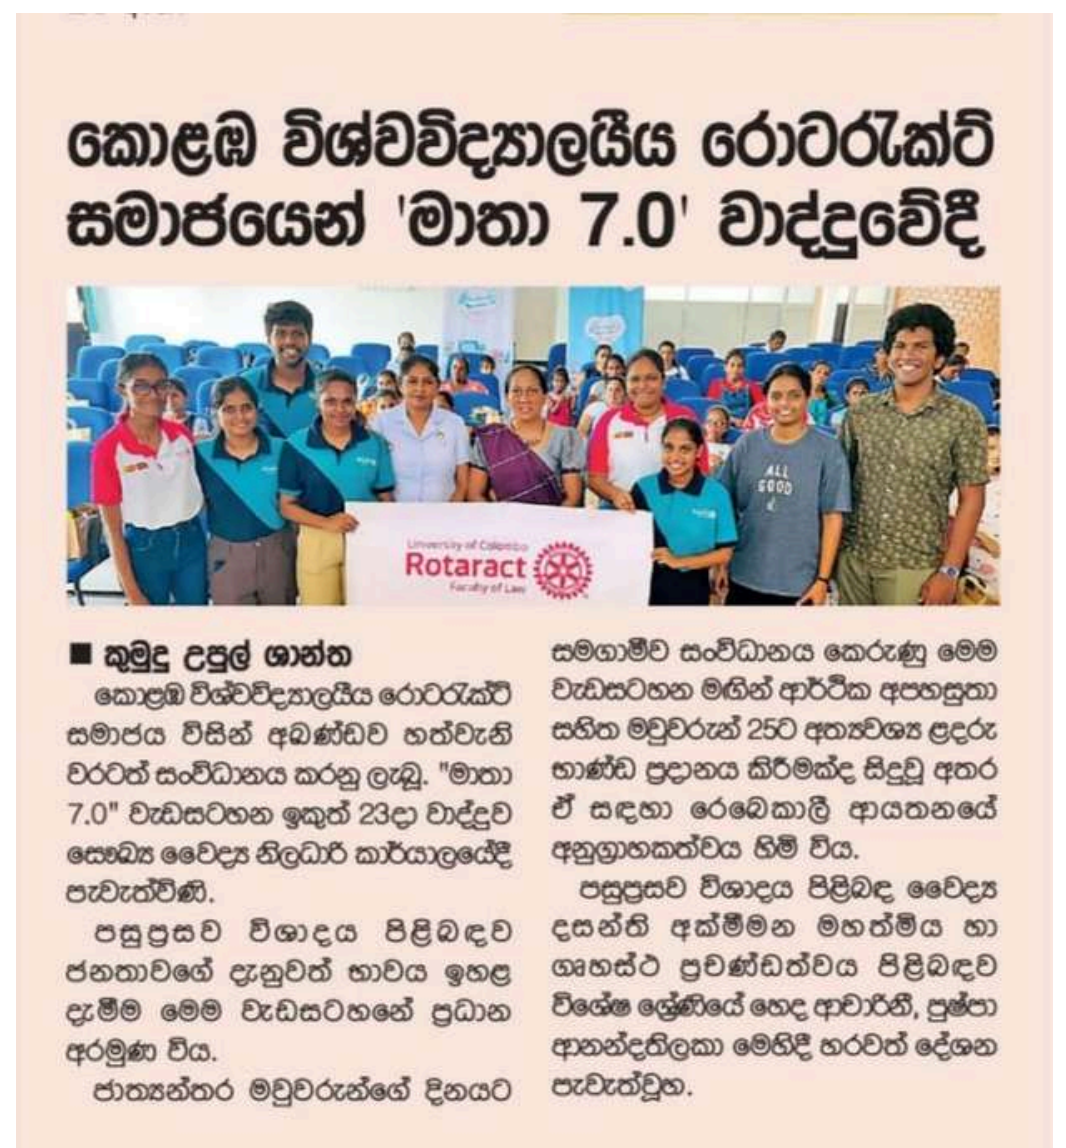 කොළඹ විශ්වවිද්‍යාලයීය රොටරැක්ට්
සමාජයෙන් 'මාතා 7.0' වාද්දුවේදී
ALL
GOOD
University of Colombo
Rotaract
Faculty of Law
■ කුමුදු උපුල් ශාන්ත
කොළඹ විශ්වවිද්‍යාලයීය රොටරැක්ට්
සමාජය විසින් අඛණ්ඩව හත්වැනි
වරටත් සංවිධානය කරනු ලැබූ. "මාතා
7.0" වැඩසටහන ඉකුත් 23දා වාද්දුව
සෞඛ්‍ය වෛද්‍ය නිලධාරි කාර්යාලයේදී
පැවැත්විණි.
පසුප්‍රසව විශාදය පිළිබඳව
ජනතාවගේ දැනුවත් භාවය ඉහළ
දැමීම මෙම වැඩසටහනේ ප්‍රධාන
අරමුණ විය.
ජාත්‍යන්තර මවුවරුන්ගේ දිනයට
සමගාමීව සංවිධානය කෙරුණු මෙම
වැඩසටහන මඟින් ආර්ථික අපහසුතා
සහිත මවුවරුන් 25ට අත්‍යවශ්‍ය ළදරු
භාණ්ඩ ප්‍රදානය කිරීමක්ද සිදුවූ අතර
ඒ සඳහා රෙබෙකාලී ආයතනයේ
අනුග්‍රාහකත්වය හිමි විය.
පසුප්‍රසව විශාදය පිළිබඳ වෛද්‍ය
දසන්ති අක්මීමන මහත්මිය හා
ගෘහස්ථ ප්‍රචණ්ඩත්වය පිළිබඳව
විශේෂ ශ්‍රේණියේ හෙද ආචාරිනී, පුෂ්පා
ආනන්දතිලකා මෙහිදී හරවත් දේශන
පැවැත්වූහ.